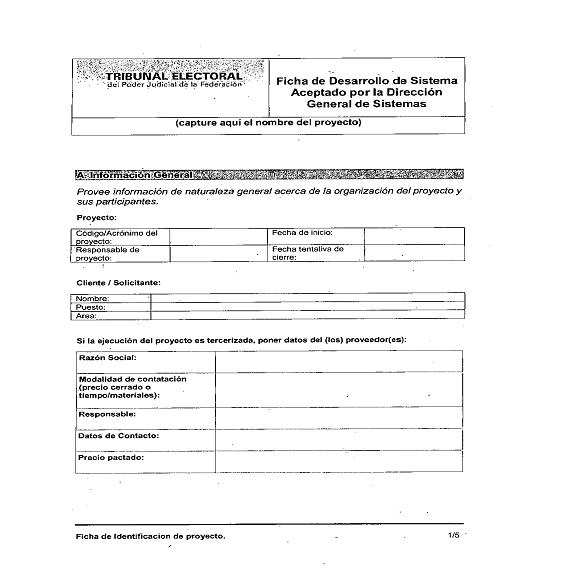 TRIBUNAL ELECTORAL
del Poder Judicial de la Federación
Ficha de Desarrollo de Sistema
Aceptado por la Dirección
General de Sistemas
(capture aquí el nombre del proyecto)
A. Información General
Provee información de naturaleza general acerca de la organización del proyecto y
sus participantes.
Proyecto:
Código/Acrónimo del
proyecto:
Fecha de inicio:
Responsable de
proyecto:
Fecha tentativa de
cierre:
Cliente / Solicitante:
Nombre:
Puesto:
Area:
Si la ejecución del proyecto es tercerizada, poner datos del (los) proveedor(es):
Razón Social:
Modalidad de contatación
(precio cerrado o
tiempo/materiales):
Responsable:
Datos de Contacto:
Precio pactado:
Ficha de Identificacion de proyecto.
1/5